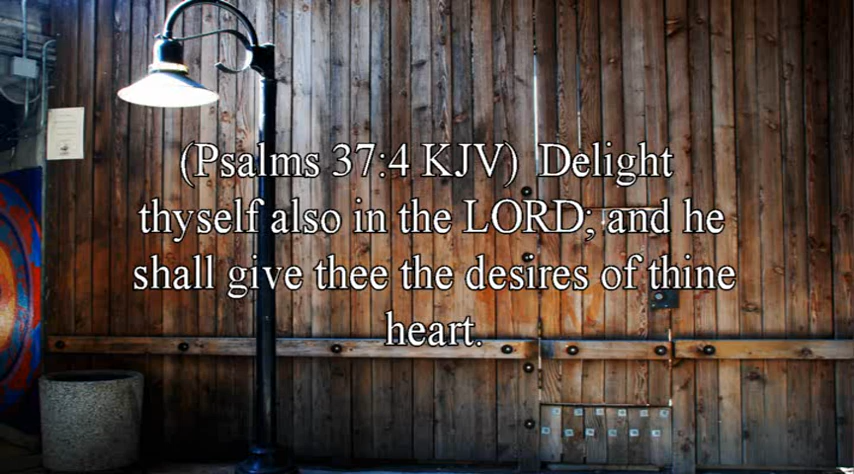 (Psalms 37:4 KJV)  Delight
thyself also in the LORD; and he
shall give thee the desires of thine
heart.